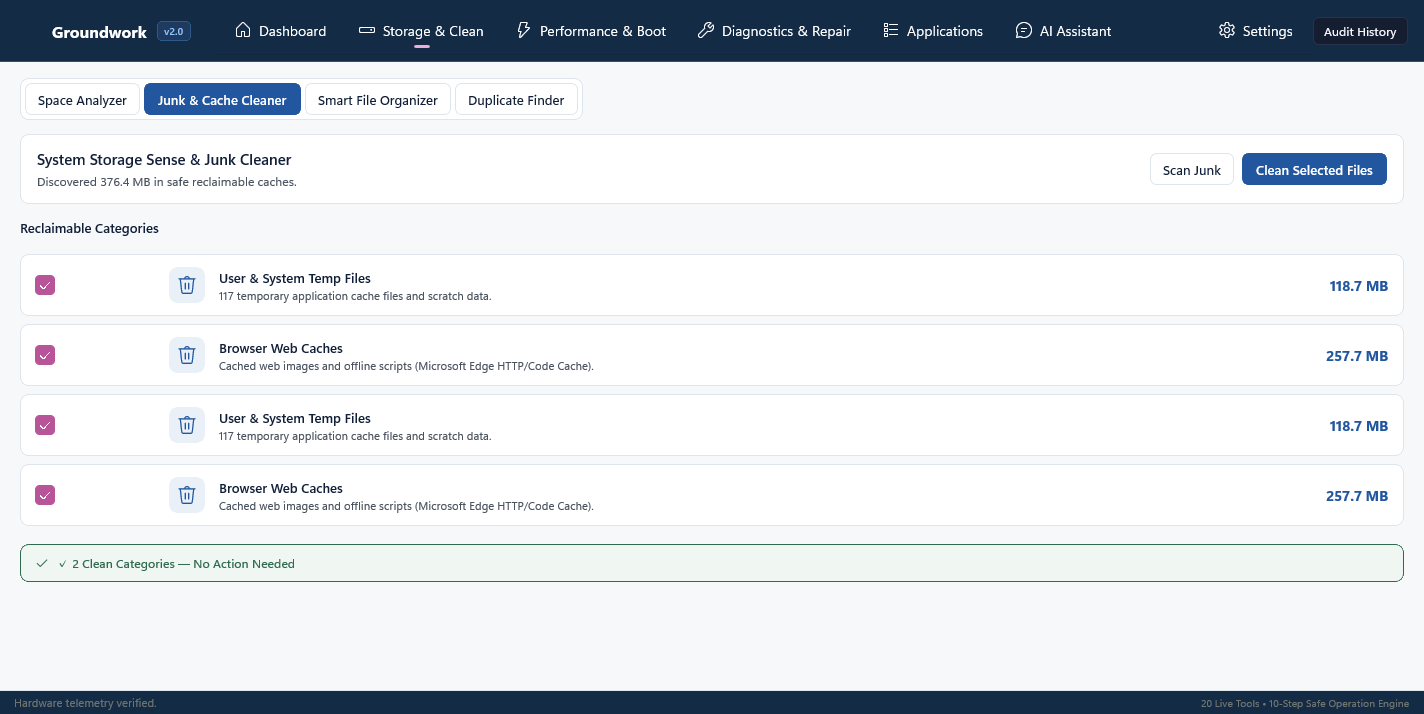 Groundwork v2.0 Dashboard Storage & Clean Performance & Boot Diagnostics & Repair Applications AI Assistant Settings Audit History
Space Analyzer Junk & Cache Cleaner Smart File Organizer Duplicate Finder
System Storage Sense & Junk Cleaner
Discovered 376.4 MB in safe reclaimable caches.
Scan Junk Clean Selected Files
Reclaimable Categories
User & System Temp Files
117 temporary application cache files and scratch data.
118.7 MB
Browser Web Caches
Cached web images and offline scripts (Microsoft Edge HTTP/Code Cache).
257.7 MB
User & System Temp Files
117 temporary application cache files and scratch data.
118.7 MB
Browser Web Caches
Cached web images and offline scripts (Microsoft Edge HTTP/Code Cache).
257.7 MB
✓ 2 Clean Categories — No Action Needed
Hardware telemetry verified. 20 Live Tools • 10-Step Safe Operation Engine